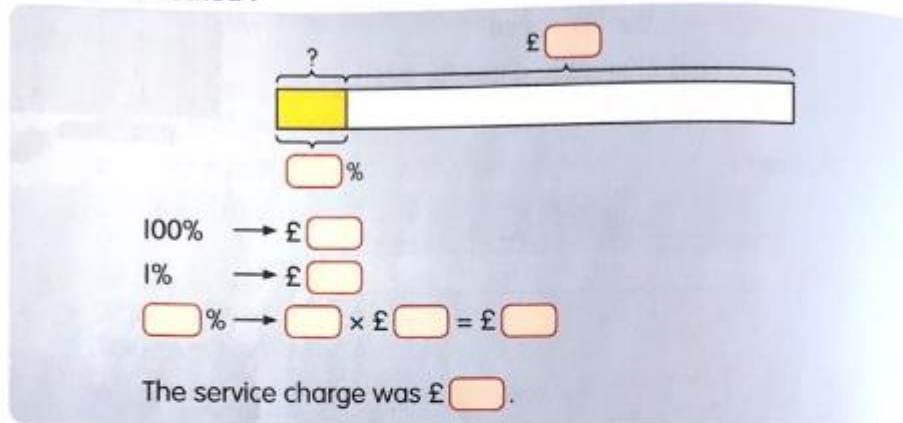 £
?
%
100% → £
1% → £
% → × £ = £
The service charge was £ .